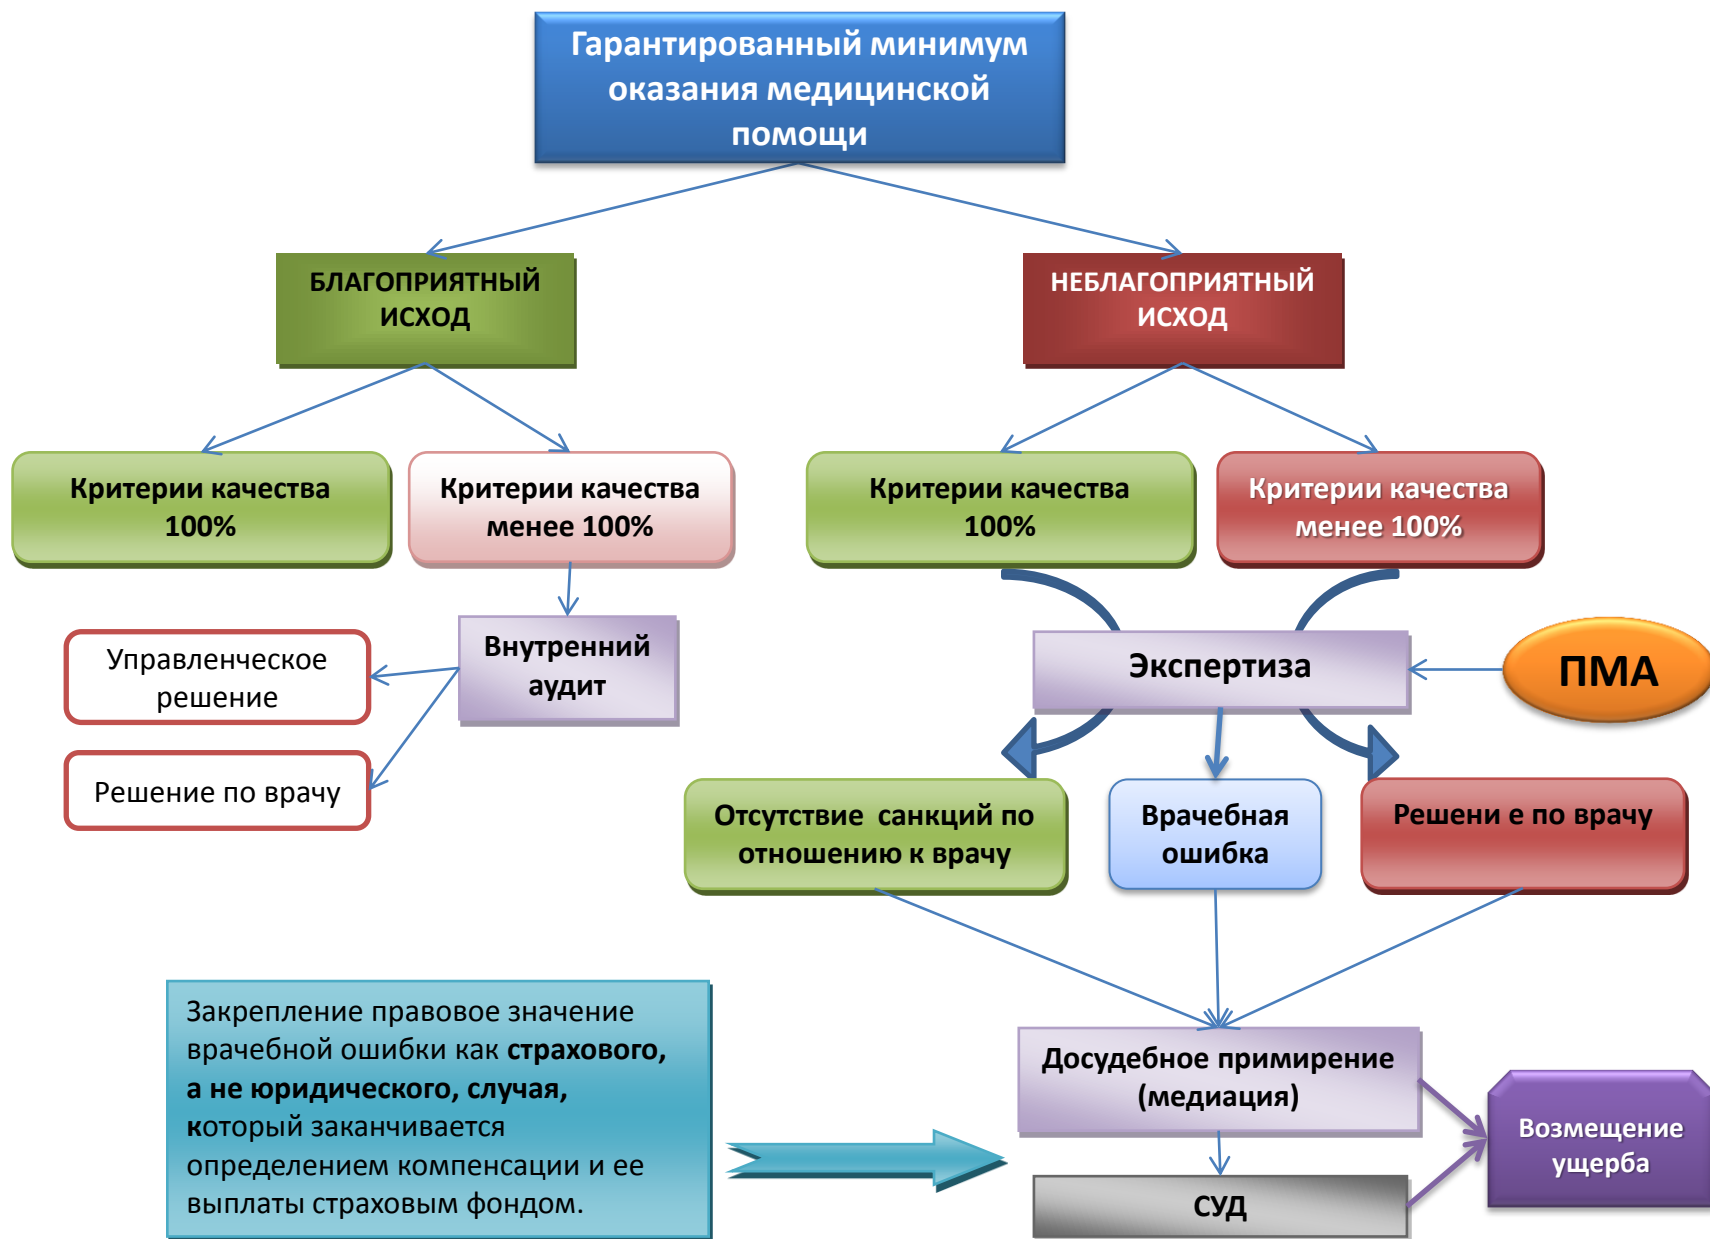 Гарантированный минимум
оказания медицинской
помощи
БЛАГОПРИЯТНЫЙ
ИСХОД
НЕБЛАГОПРИЯТНЫЙ
ИСХОД
Критерии качества
100%
Критерии качества
менее 100%
Критерии качества
100%
Критерии качества
менее 100%
Управленческое
решение
Внутренний
аудит
Экспертиза
ПМА
Решение по врачу
Отсутствие  санкций по
отношению к врачу
Врачебная
ошибка
Решени е по врачу
Закрепление правовое значение
врачебной ошибки как страхового,
а не юридического, случая,
который заканчивается
определением компенсации и ее
выплаты страховым фондом.
Досудебное примирение
(медиация)
Возмещение
ущерба
СУД